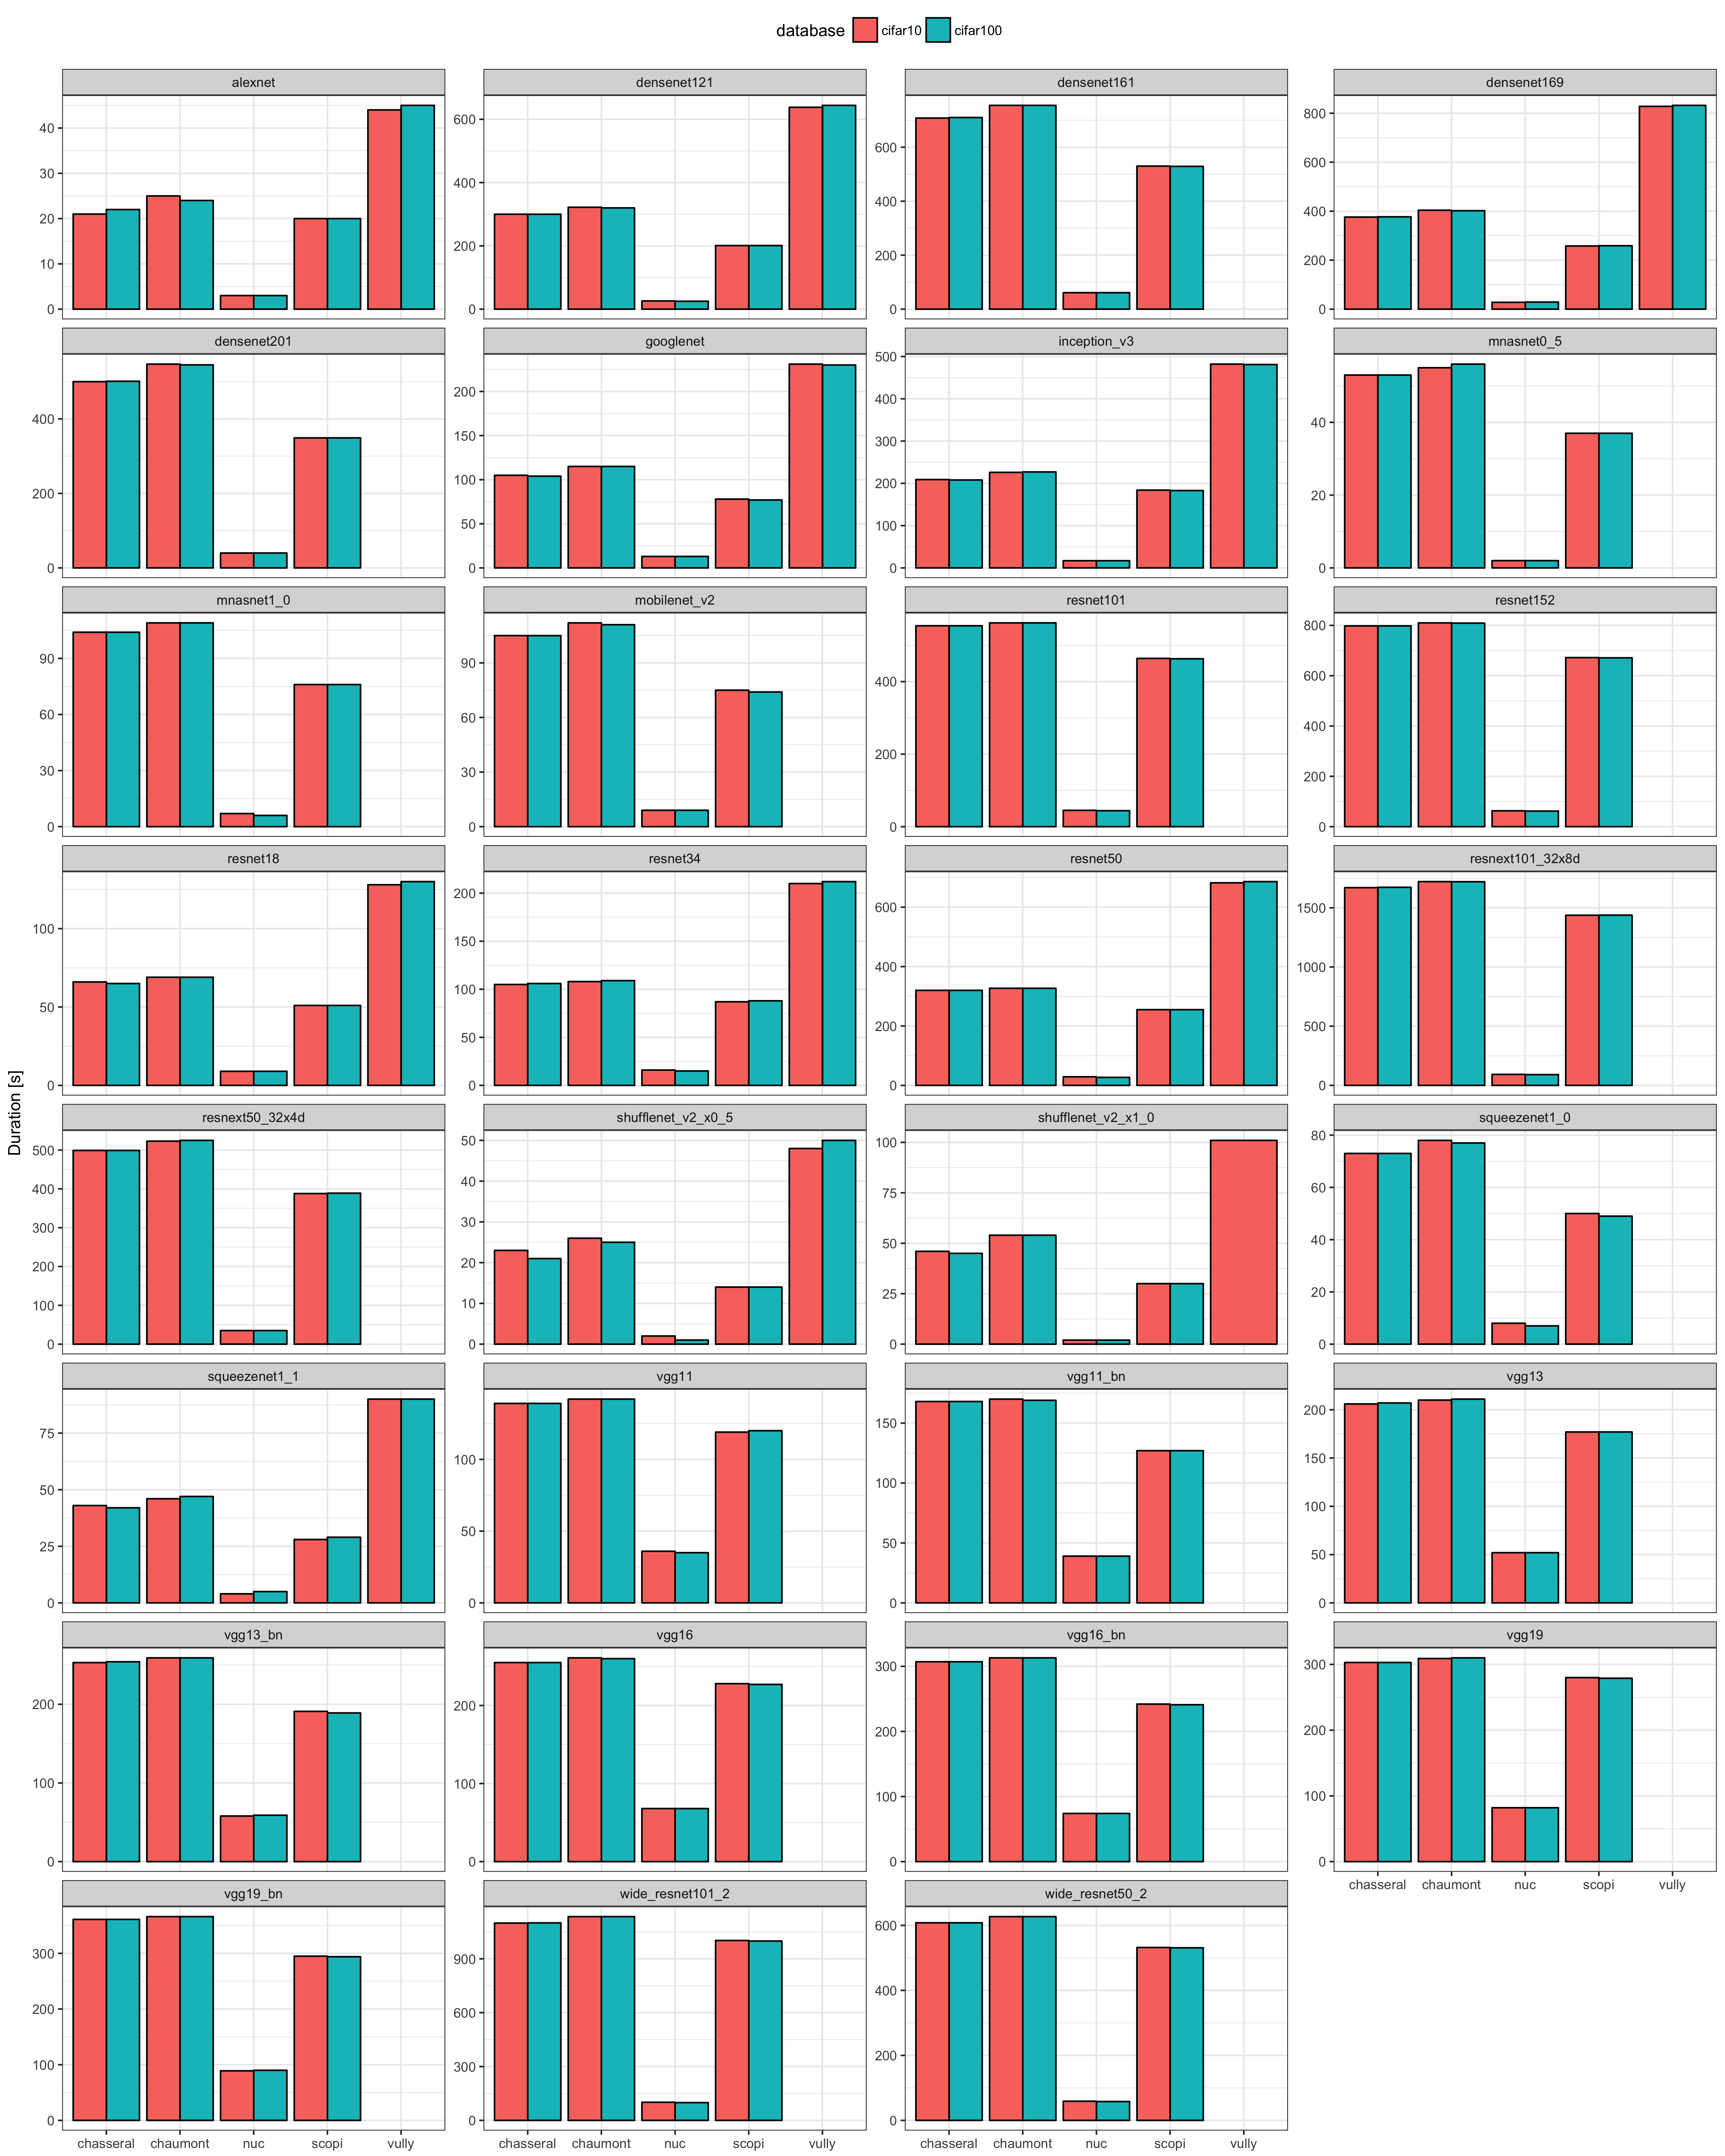 database cifar10 cifar100
alexnet densenet121 densenet161 densenet169
40 30 20 10 0
600 400 200 0
600 400 200 0
800 600 400 200 0
densenet201 googlenet inception_v3 mnasnet0_5
400 200 0
200 150 100 50 0
500 400 300 200 100 0
40 20 0
mnasnet1_0 mobilenet_v2 resnet101 resnet152
90 60 30 0
90 60 30 0
400 200 0
800 600 400 200 0
resnet18 resnet34 resnet50 resnext101_32x8d
100 50 0
200 150 100 50 0
600 400 200 0
1500 1000 500 0
Duration [s]
resnext50_32x4d shufflenet_v2_x0_5 shufflenet_v2_x1_0 squeezenet1_0
500 400 300 200 100 0
50 40 30 20 10 0
100 75 50 25 0
80 60 40 20 0
squeezenet1_1 vgg11 vgg11_bn vgg13
75 50 25 0
100 50 0
150 100 50 0
200 150 100 50 0
vgg13_bn vgg16 vgg16_bn vgg19
200 100 0
200 100 0
300 200 100 0
300 200 100 0
chasseral chaumont nuc scopi vully
vgg19_bn wide_resnet101_2 wide_resnet50_2
300 200 100 0
900 600 300 0
600 400 200 0
chasseral chaumont nuc scopi vully
chasseral chaumont nuc scopi vully
chasseral chaumont nuc scopi vully